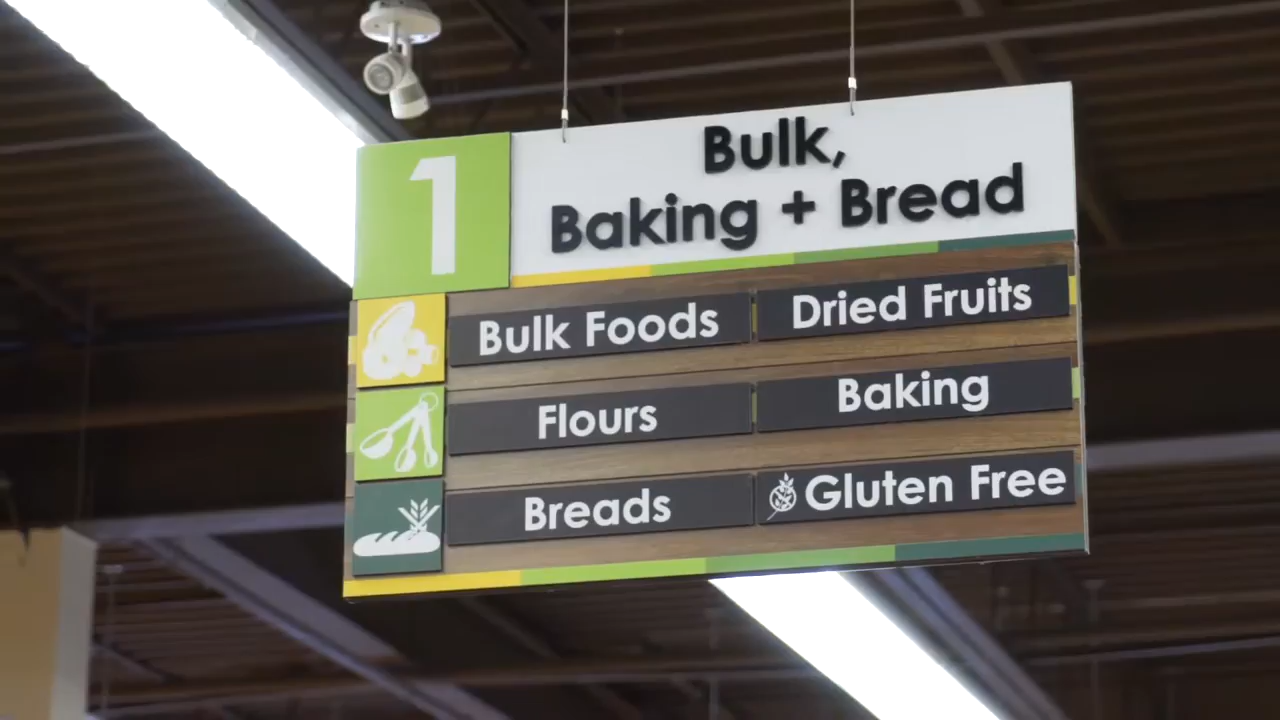 1
Bulk,
Baking + Bread
Bulk Foods
Dried Fruits
Flours
Baking
Breads
Gluten Free